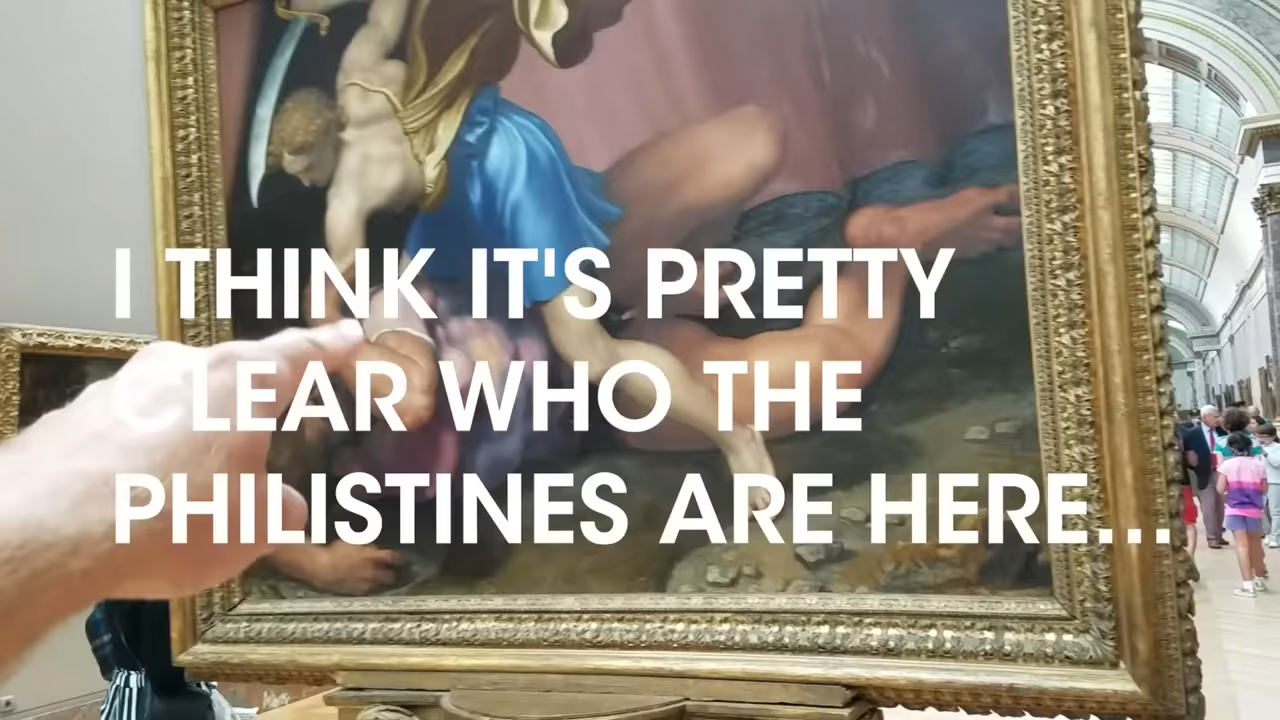 I THINK IT'S PRETTY
CLEAR WHO THE
PHILISTINES ARE HERE...